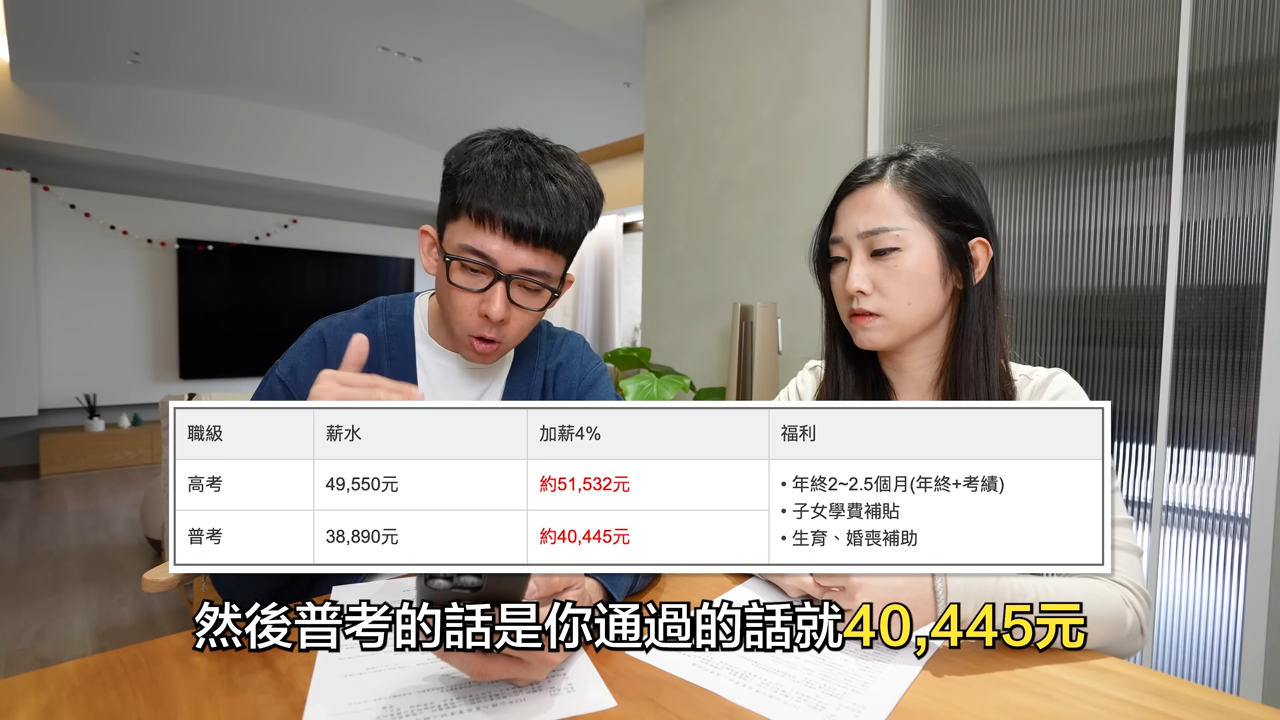 職級 薪水 加薪4% 福利
高考 49,550元 約51,532元
普考 38,890元 約40,445元
• 年終2~2.5個月(年終+考績)
• 子女學費補貼
• 生育、婚喪補助
然後普考的話是你通過的話就40,445元